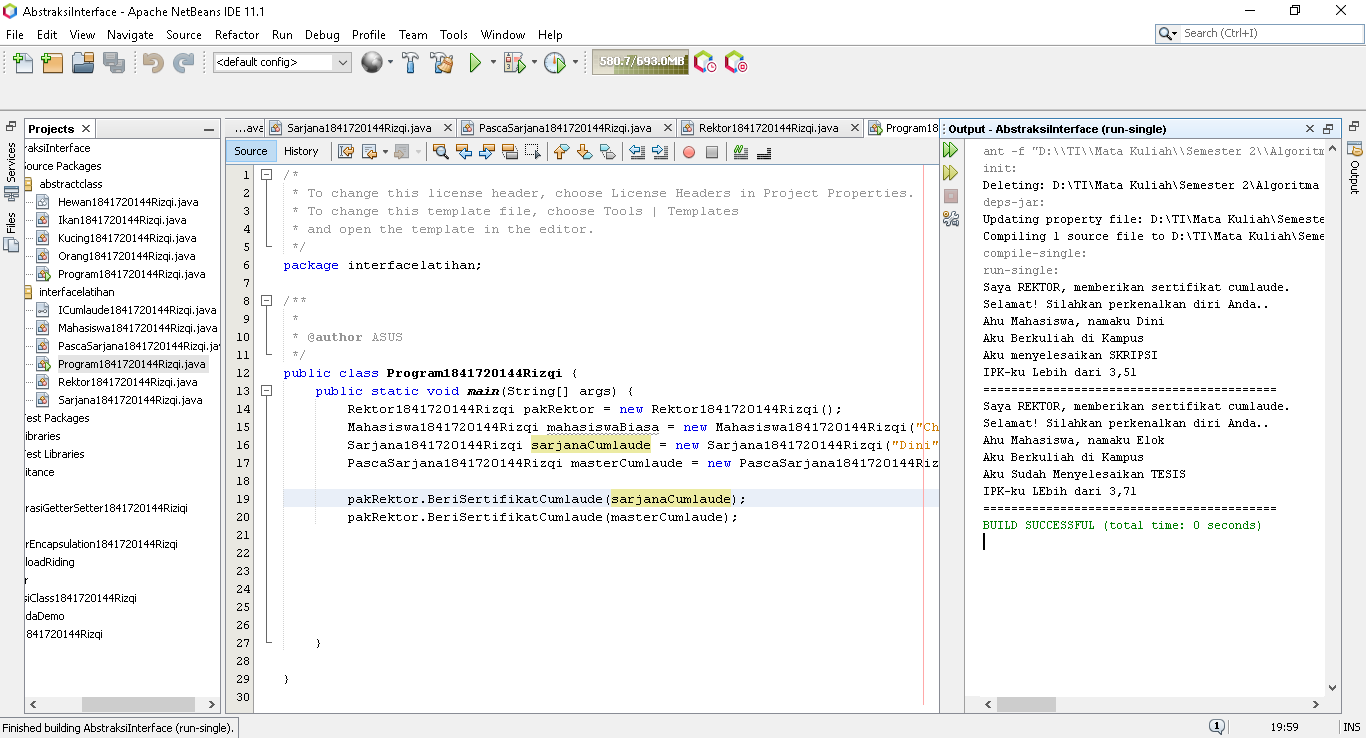 AbstraksiInterface - Apache NetBeans IDE 11.1
File Edit View Navigate Source Refactor Run Debug Profile Team Tools Window Help
Search (Ctrl+I)
<default config>
580.7/693.0MB
Services
Files
Projects
raksiInterface
Source Packages
abstractclass
Hewan1841720144Rizqi.java
Ikan1841720144Rizqi.java
Kucing1841720144Rizqi.java
Orang1841720144Rizqi.java
Program1841720144Rizqi.java
interfacelatihan
ICumlaude1841720144Rizqi.java
Mahasiswa1841720144Rizqi.java
PascaSarjana1841720144Rizqi.jav
Program1841720144Rizqi.java
Rektor1841720144Rizqi.java
Sarjana1841720144Rizqi.java
Test Packages
ibraries
Test Libraries
itance
rasiGetterSetter1841720144Riziqi
rEncapsulation1841720144Rizqi
loadRiding
r
siClass1841720144Rizqi
daDemo
841720144Rizqi
...ava Sarjana1841720144Rizqi.java PascaSarjana1841720144Rizqi.java Rektor1841720144Rizqi.java Program18
Source History
1 /*
2 * To change this license header, choose License Headers in Project Properties.
3 * To change this template file, choose Tools | Templates
4 * and open the template in the editor.
5 */
6 package interfacelatihan;
7
8 /**
9 *
10 * @author ASUS
11 */
12 public class Program1841720144Rizqi {
13 public static void main(String[] args) {
14 Rektor1841720144Rizqi pakRektor = new Rektor1841720144Rizqi();
15 Mahasiswa1841720144Rizqi mahasiswaBiasa = new Mahasiswa1841720144Rizqi("Ch
16 Sarjana1841720144Rizqi sarjanaCumlaude = new Sarjana1841720144Rizqi("Dini"
17 PascaSarjana1841720144Rizqi masterCumlaude = new PascaSarjana1841720144Riz
18
19 pakRektor.BeriSertifikatCumlaude(sarjanaCumlaude);
20 pakRektor.BeriSertifikatCumlaude(masterCumlaude);
21
22
23
24
25
26
27 }
28
29 }
30
Output - AbstraksiInterface (run-single)
ant -f "D:\\TI\\Mata Kuliah\\Semester 2\\Algoritm
init:
Deleting: D:\TI\Mata Kuliah\Semester 2\Algoritma
deps-jar:
Updating property file: D:\TI\Mata Kuliah\Semeste
Compiling 1 source file to D:\TI\Mata Kuliah\Seme
compile-single:
run-single:
Saya REKTOR, memberikan sertifikat cumlaude.
Selamat! Silahkan perkenalkan diri Anda..
Ahu Mahasiswa, namaku Dini
Aku Berkuliah di Kampus
Aku menyelesaikan SKRIPSI
IPK-ku Lebih dari 3,51
=========================================
Saya REKTOR, memberikan sertifikat cumlaude.
Selamat! Silahkan perkenalkan diri Anda..
Ahu Mahasiswa, namaku Elok
Aku Berkuliah di Kampus
Aku Sudah Menyelesaikan TESIS
IPK-ku LEbih dari 3,71
=========================================
BUILD SUCCESSFUL (total time: 0 seconds)
Output
Finished building AbstraksiInterface (run-single).
1
19:59
INS